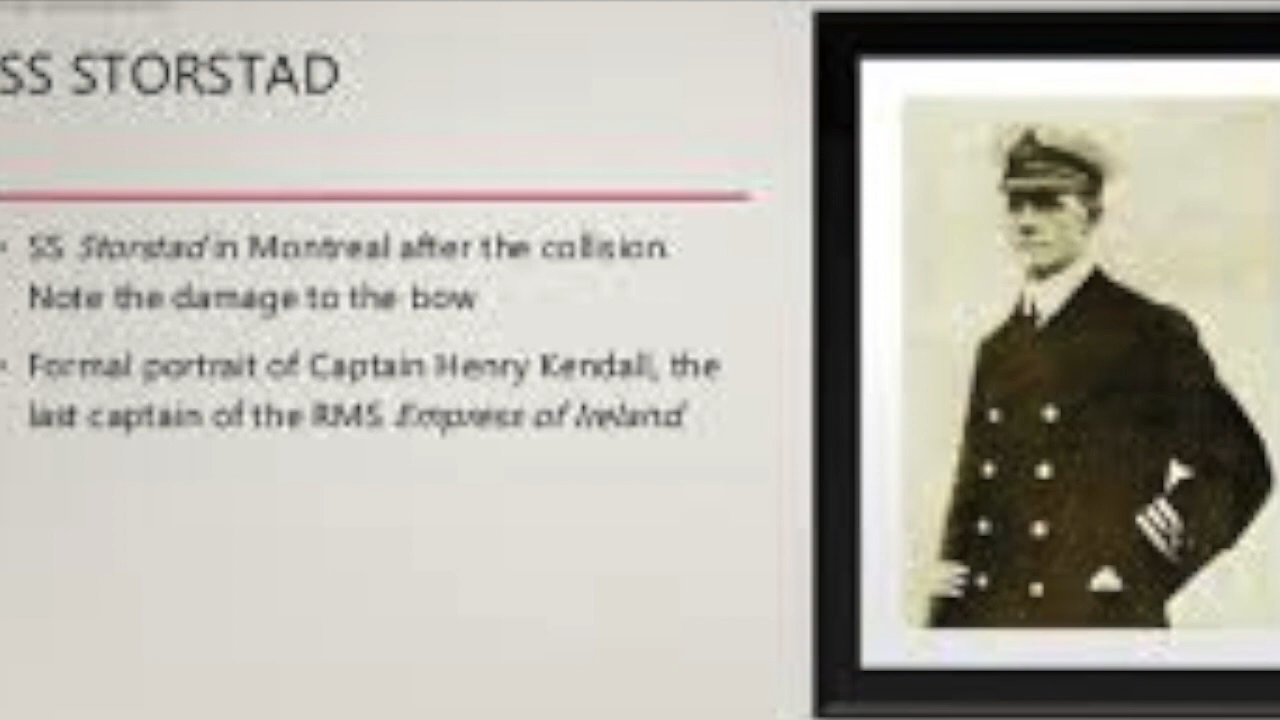 SS STORSTAD
• SS Storstad in Montreal after the collision.
Note the damage to the bow
• Formal portrait of Captain Henry Kendall, the
last captain of the RMS Empress of Ireland